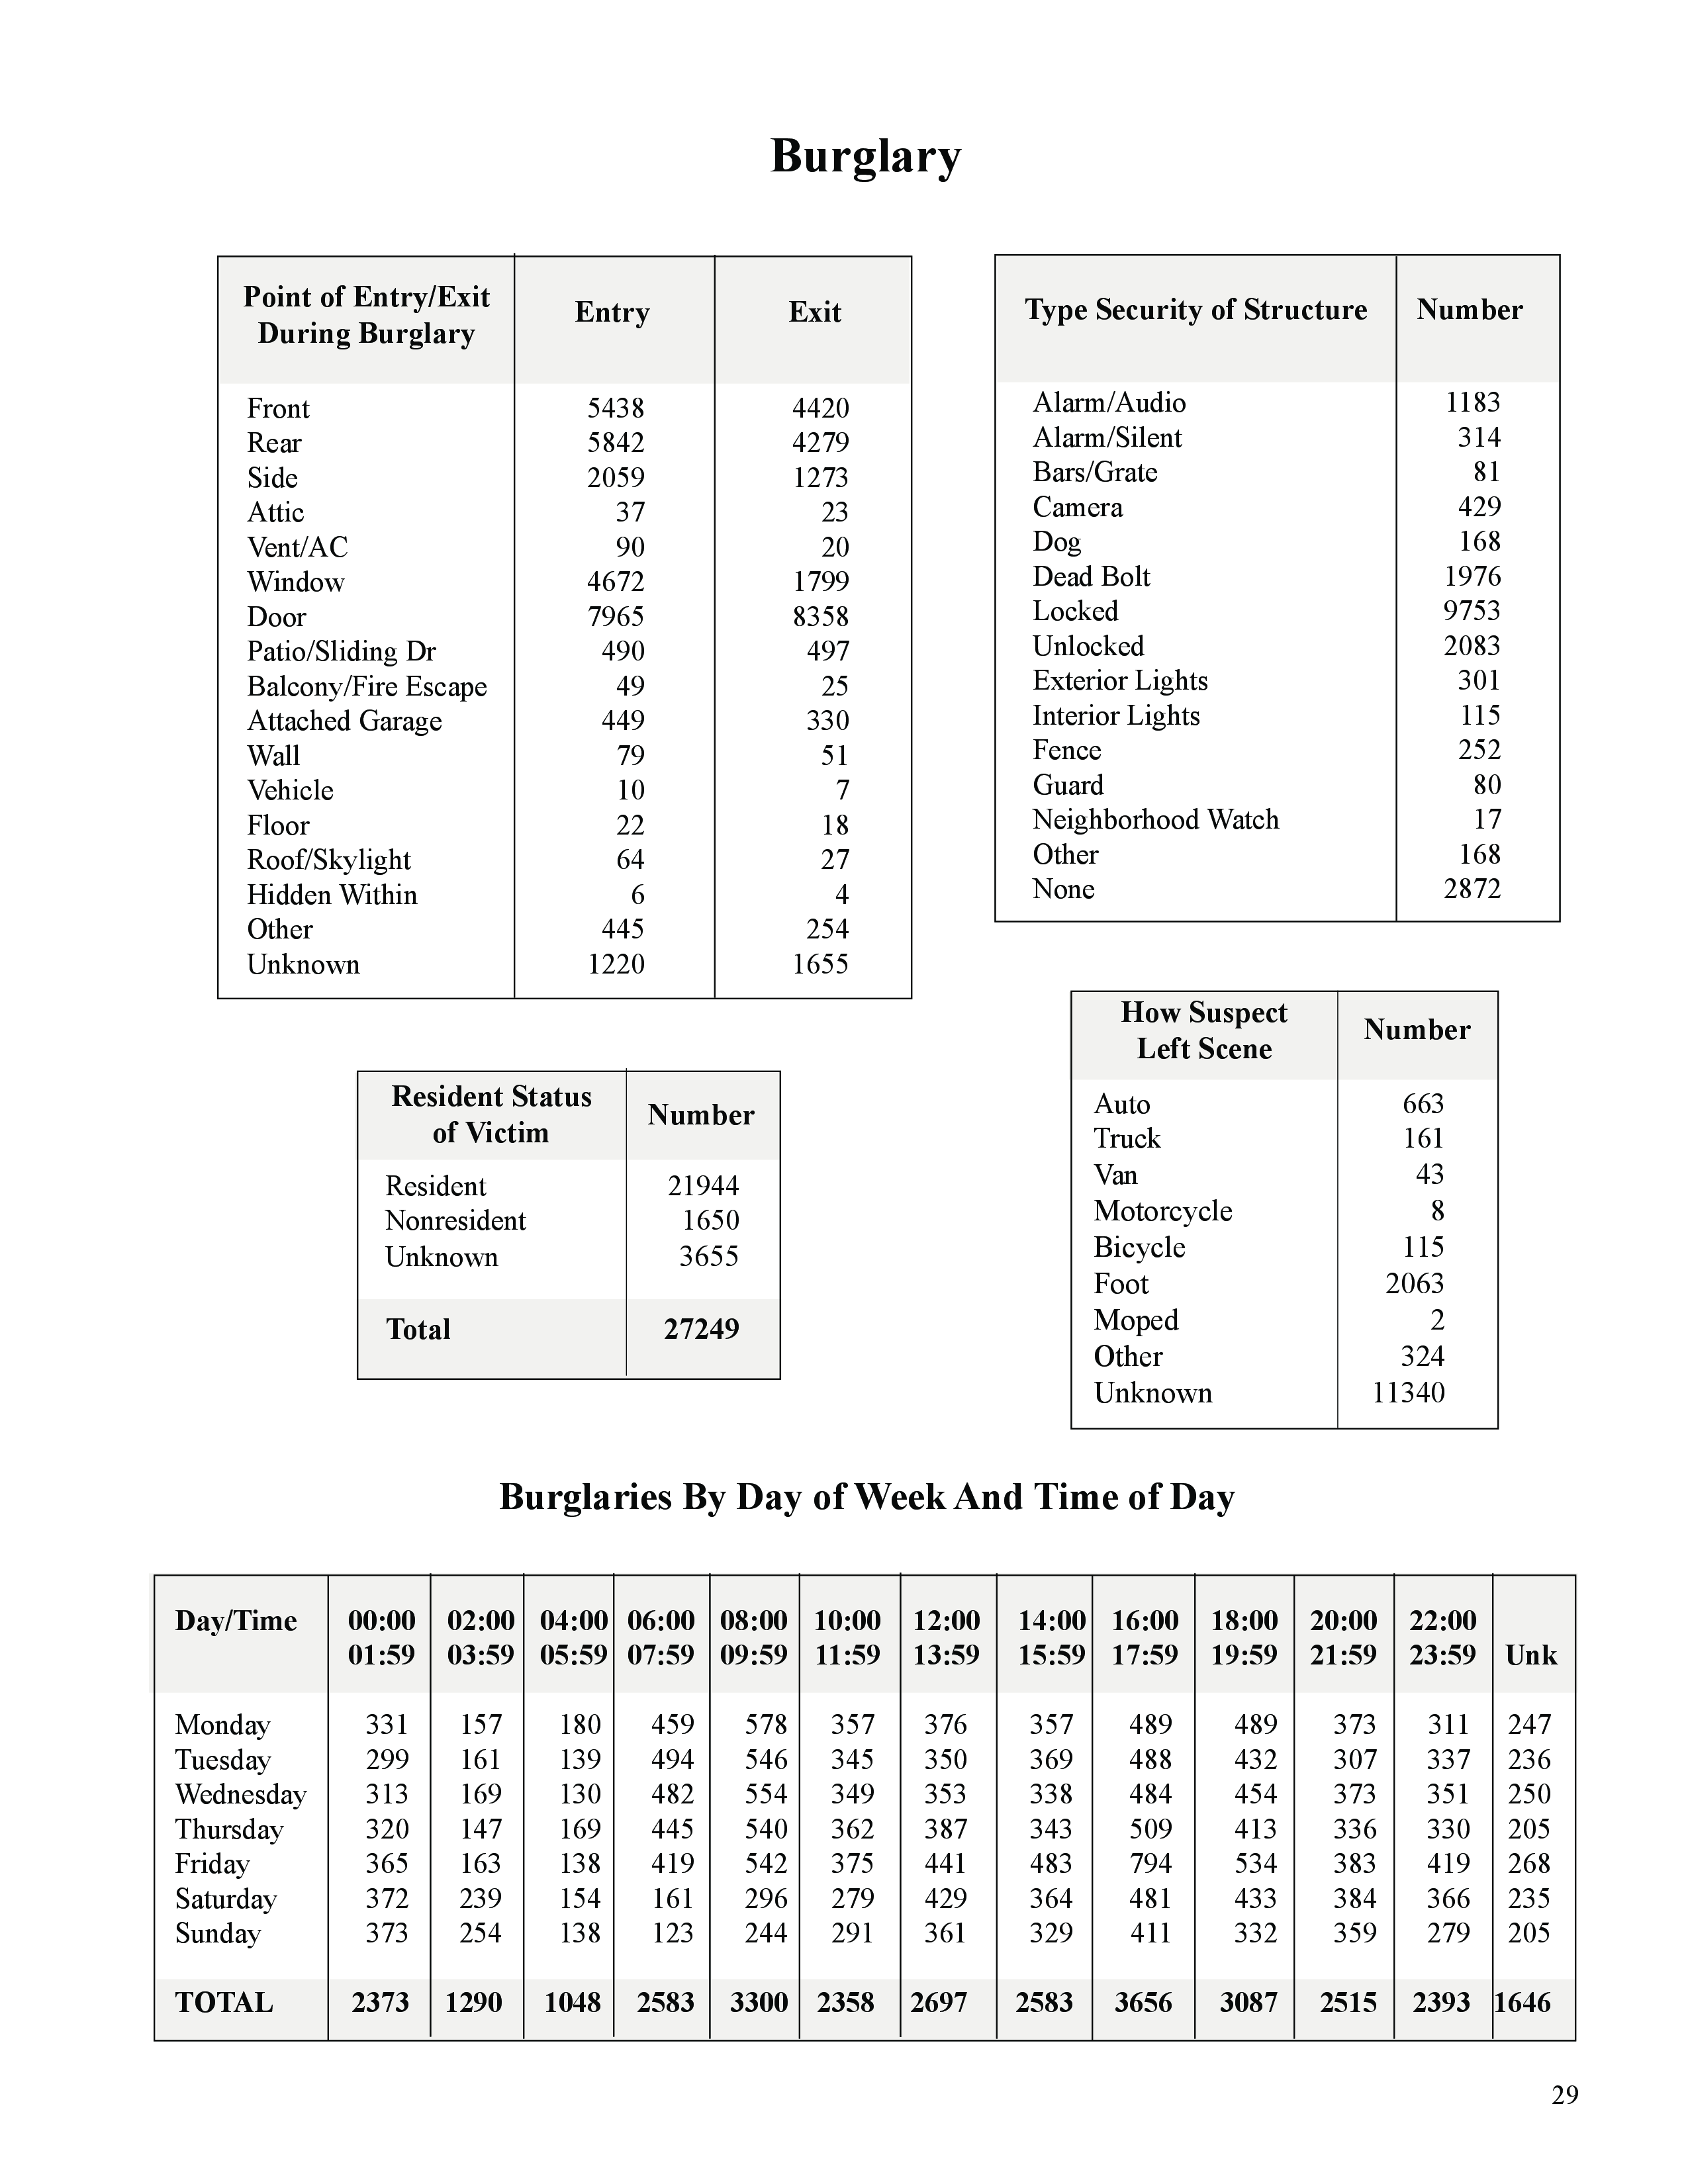 Burglary
Point of Entry/Exit During Burglary Entry Exit
Front 5438 4420
Rear 5842 4279
Side 2059 1273
Attic 37 23
Vent/AC 90 20
Window 4672 1799
Door 7965 8358
Patio/Sliding Dr 490 497
Balcony/Fire Escape 49 25
Attached Garage 449 330
Wall 79 51
Vehicle 10 7
Floor 22 18
Roof/Skylight 64 27
Hidden Within 6 4
Other 445 254
Unknown 1220 1655
Type Security of Structure Number
Alarm/Audio 1183
Alarm/Silent 314
Bars/Grate 81
Camera 429
Dog 168
Dead Bolt 1976
Locked 9753
Unlocked 2083
Exterior Lights 301
Interior Lights 115
Fence 252
Guard 80
Neighborhood Watch 17
Other 168
None 2872
Resident Status of Victim Number
Resident 21944
Nonresident 1650
Unknown 3655
Total 27249
How Suspect Left Scene Number
Auto 663
Truck 161
Van 43
Motorcycle 8
Bicycle 115
Foot 2063
Moped 2
Other 324
Unknown 11340
Burglaries By Day of Week And Time of Day
Day/Time 00:00 02:00 04:00 06:00 08:00 10:00 12:00 14:00 16:00 18:00 20:00 22:00
01:59 03:59 05:59 07:59 09:59 11:59 13:59 15:59 17:59 19:59 21:59 23:59 Unk
Monday 331 157 180 459 578 357 376 357 489 489 373 311 247
Tuesday 299 161 139 494 546 345 350 369 488 432 307 337 236
Wednesday 313 169 130 482 554 349 353 338 484 454 373 351 250
Thursday 320 147 169 445 540 362 387 343 509 413 336 330 205
Friday 365 163 138 419 542 375 441 483 794 534 383 419 268
Saturday 372 239 154 161 296 279 429 364 481 433 384 366 235
Sunday 373 254 138 123 244 291 361 329 411 332 359 279 205
TOTAL 2373 1290 1048 2583 3300 2358 2697 2583 3656 3087 2515 2393 1646
29